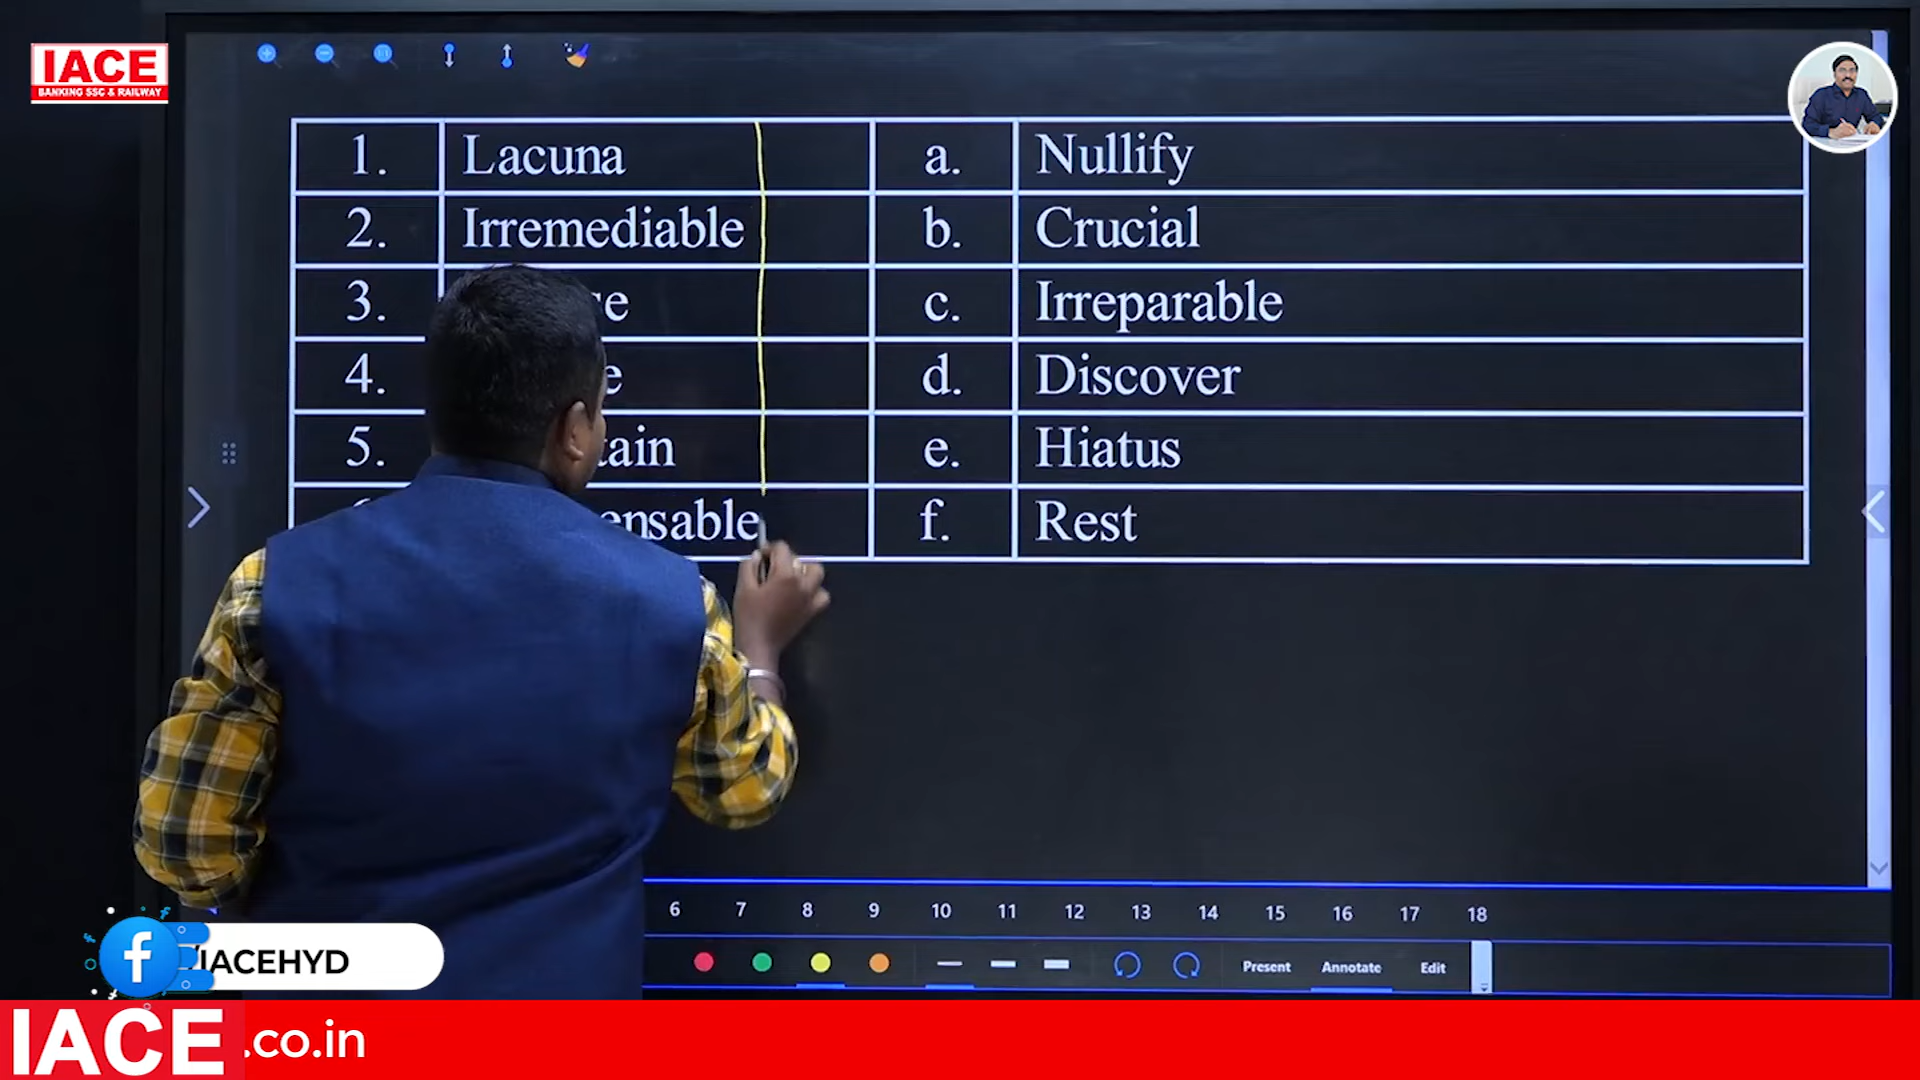 IACE
BANKING SSC & RAILWAY
1. Lacuna a. Nullify
2. Irremediable b. Crucial
3. c. Irreparable
4. d. Discover
5. e. Hiatus
f. Rest
6 7 8 9 10 11 12 13 14 15 16 17 18
Present Annotate Edit
/IACEHYD
IACE.co.in